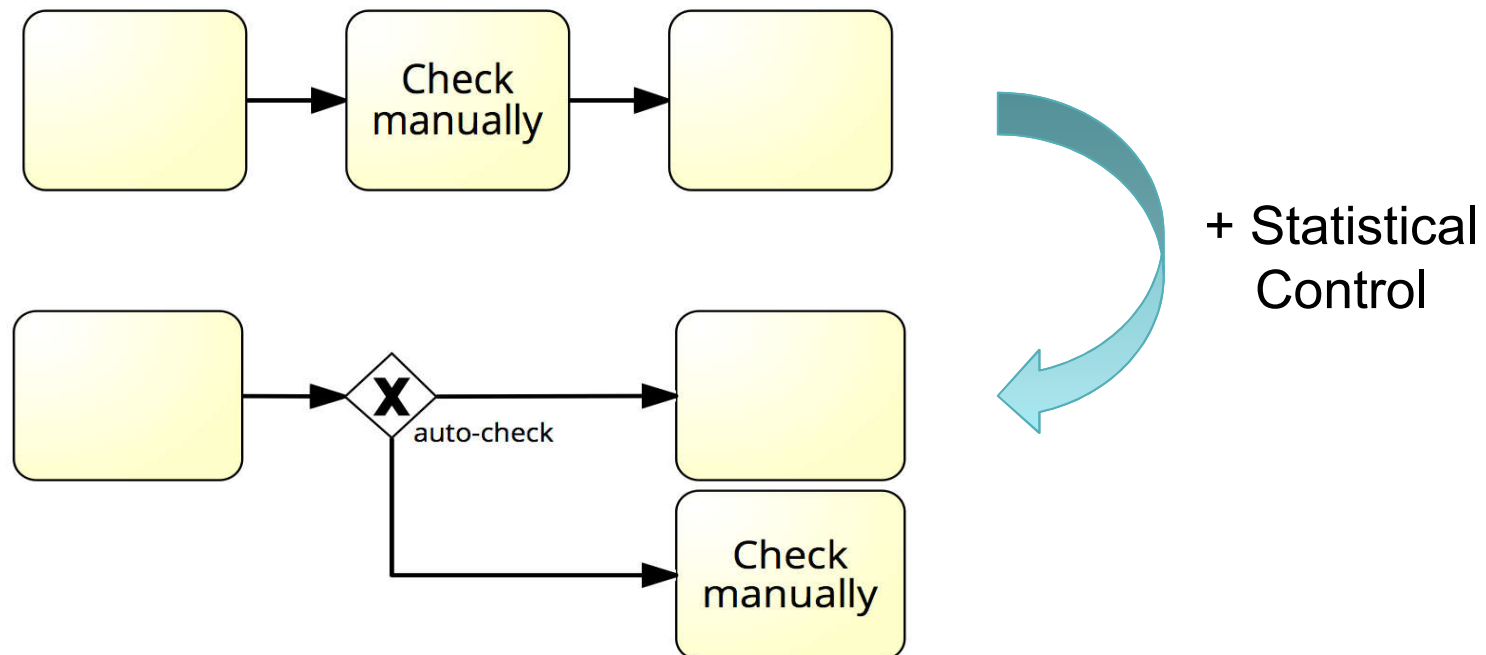 Check
manually
+ Statistical
Control
X
auto-check
Check
manually